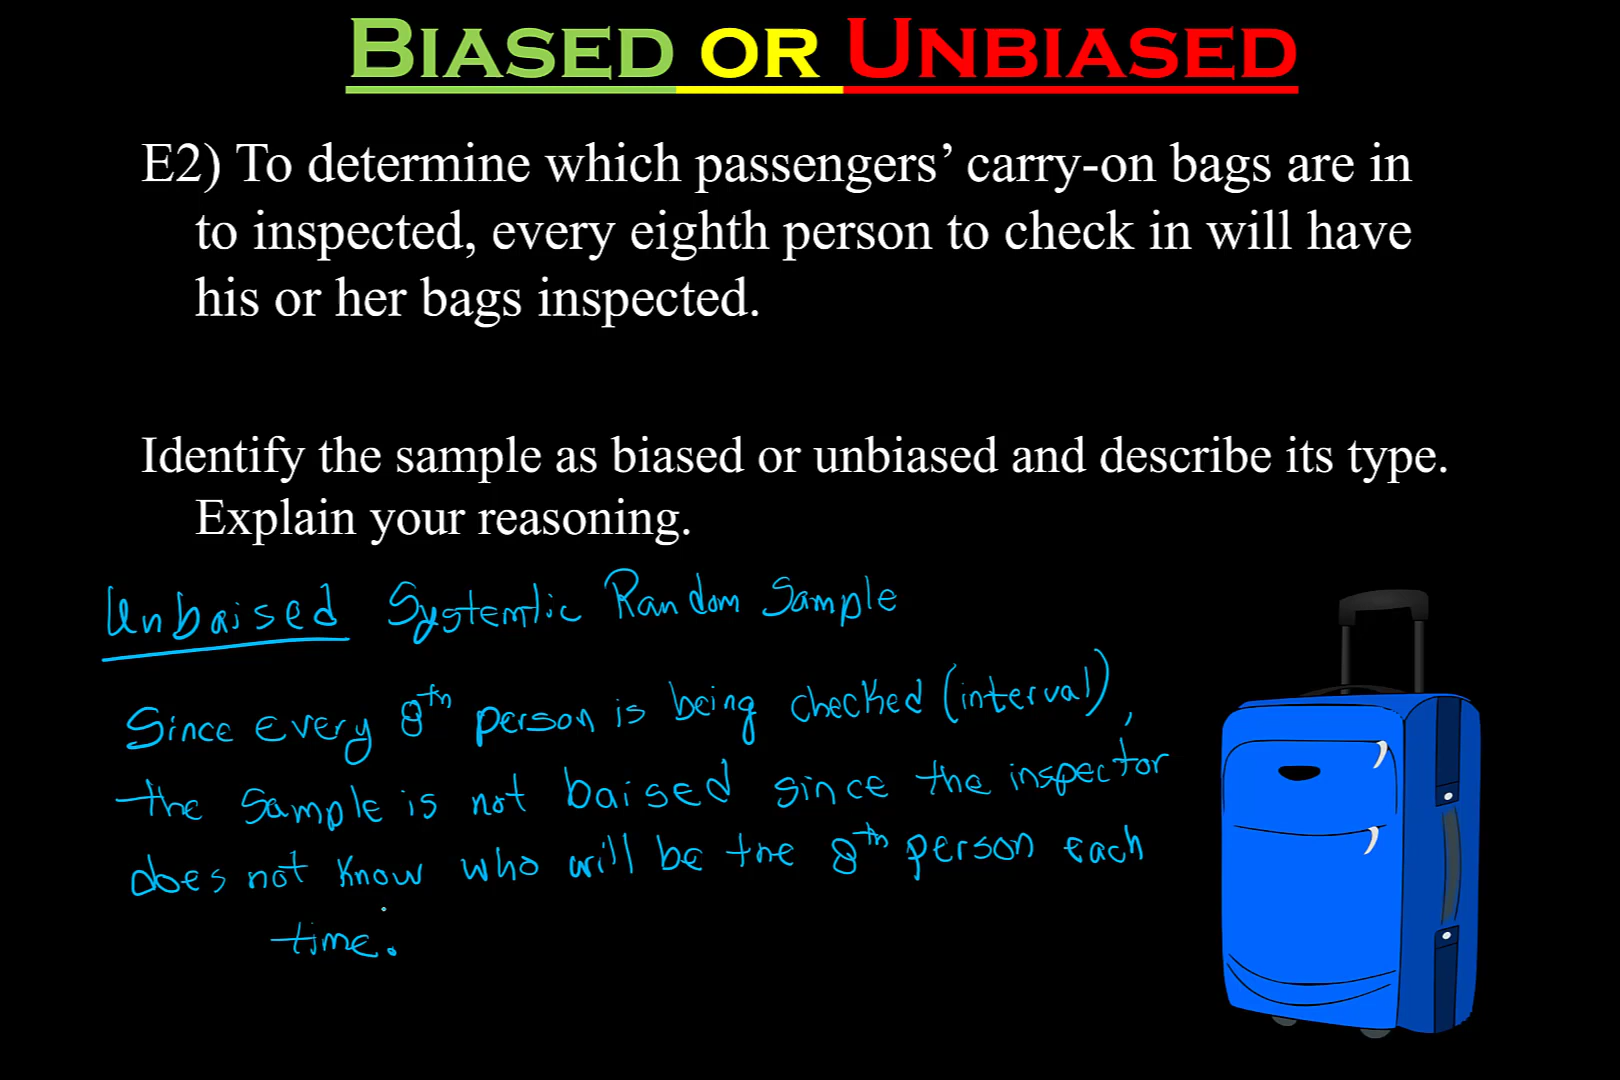 BIASED OR UNBIASED
E2) To determine which passengers’ carry-on bags are in
to inspected, every eighth person to check in will have
his or her bags inspected.
Identify the sample as biased or unbiased and describe its type.
Explain your reasoning.
Unbaised Systemtic Random Sample
Since every 8th person is being checked (interval),
the sample is not baised since the inspector
does not know who will be the 8th person each
time.